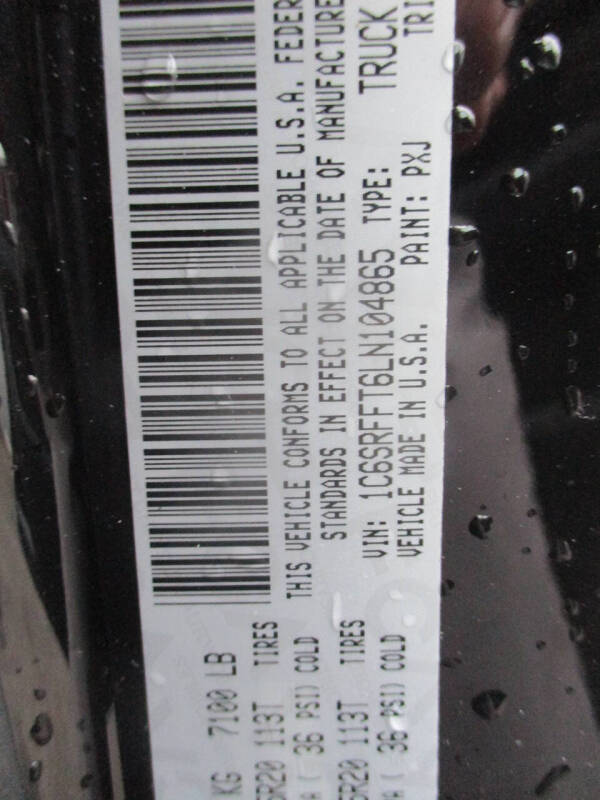 THIS VEHICLE CONFORMS TO ALL APPLICABLE U.S.A. FEDER
STANDARDS IN EFFECT ON THE DATE OF MANUFACTURE
VIN: 1C6SRFFT6LN104865 TYPE: TRUCK
VEHICLE MADE IN U.S.A. PAINT: PXJ TRI
KG 7100 LB
5R20 113T TIRES
A ( 36 PSI) COLD
5R20 113T TIRES
A ( 36 PSI) COLD